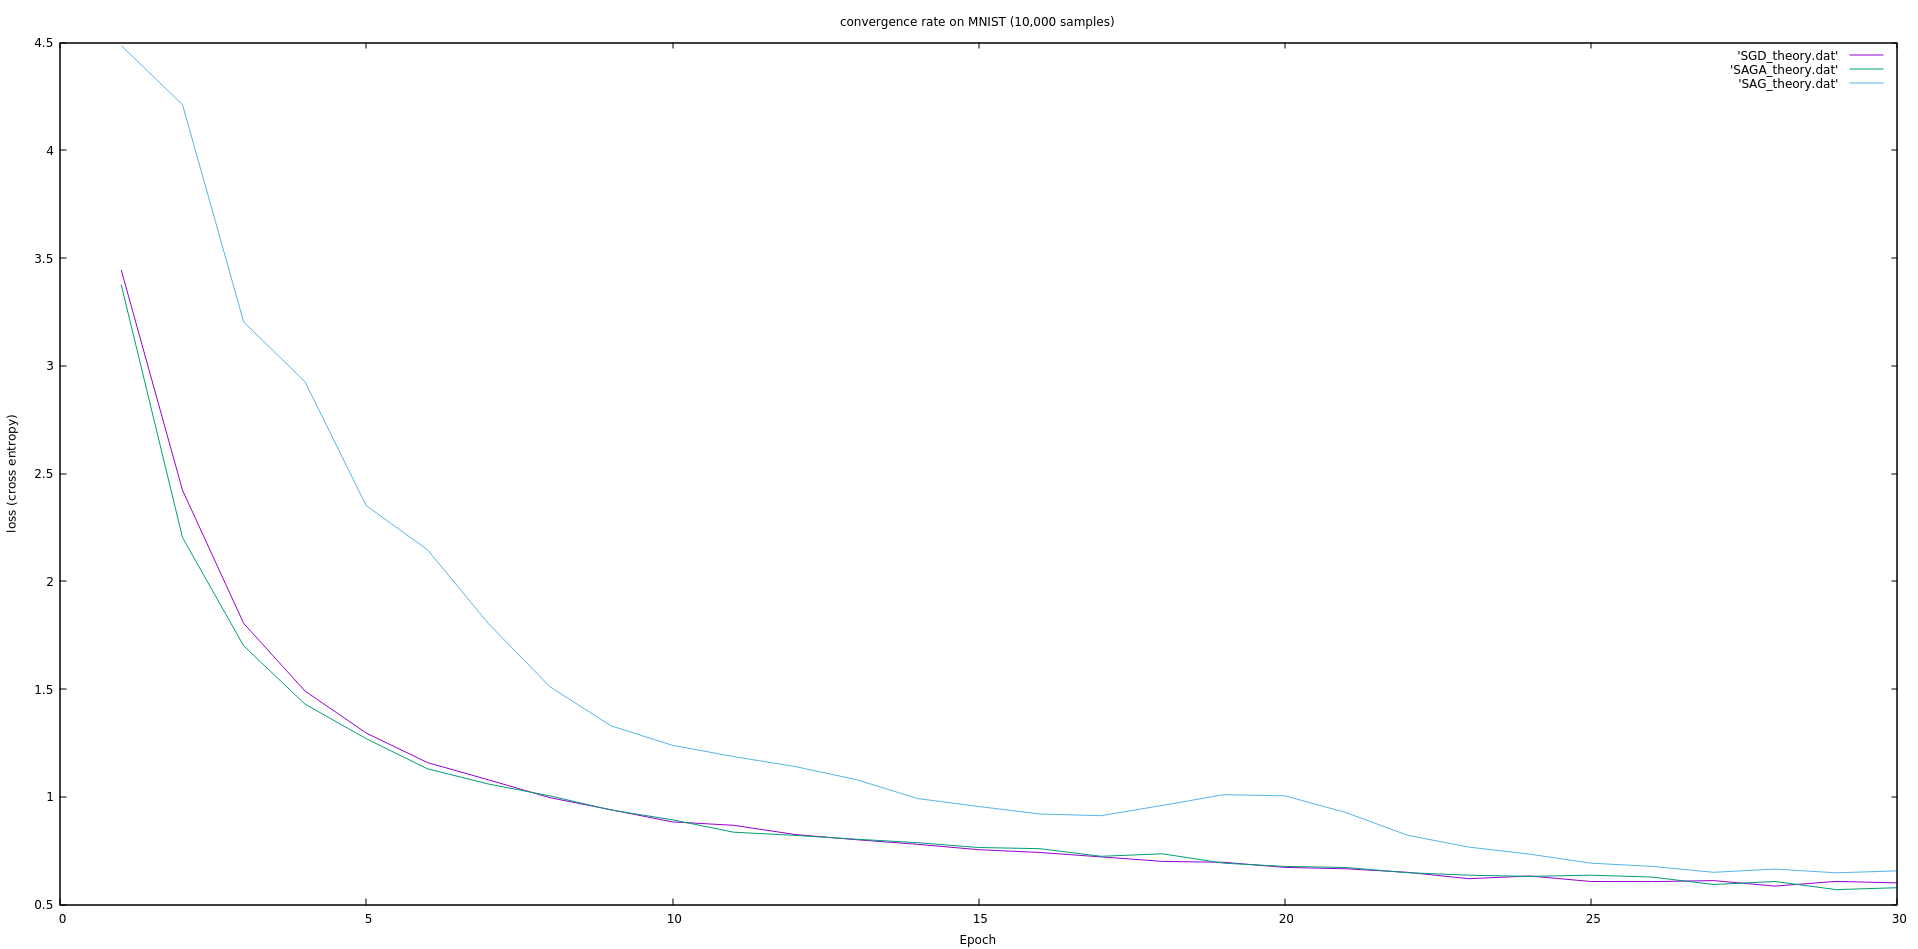 convergence rate on MNIST (10,000 samples)
4.5
4
3.5
3
2.5
2
1.5
1
0.5
loss (cross entropy)
'SGD_theory.dat'
'SAGA_theory.dat'
'SAG_theory.dat'
0 5 10 15 20 25 30
Epoch